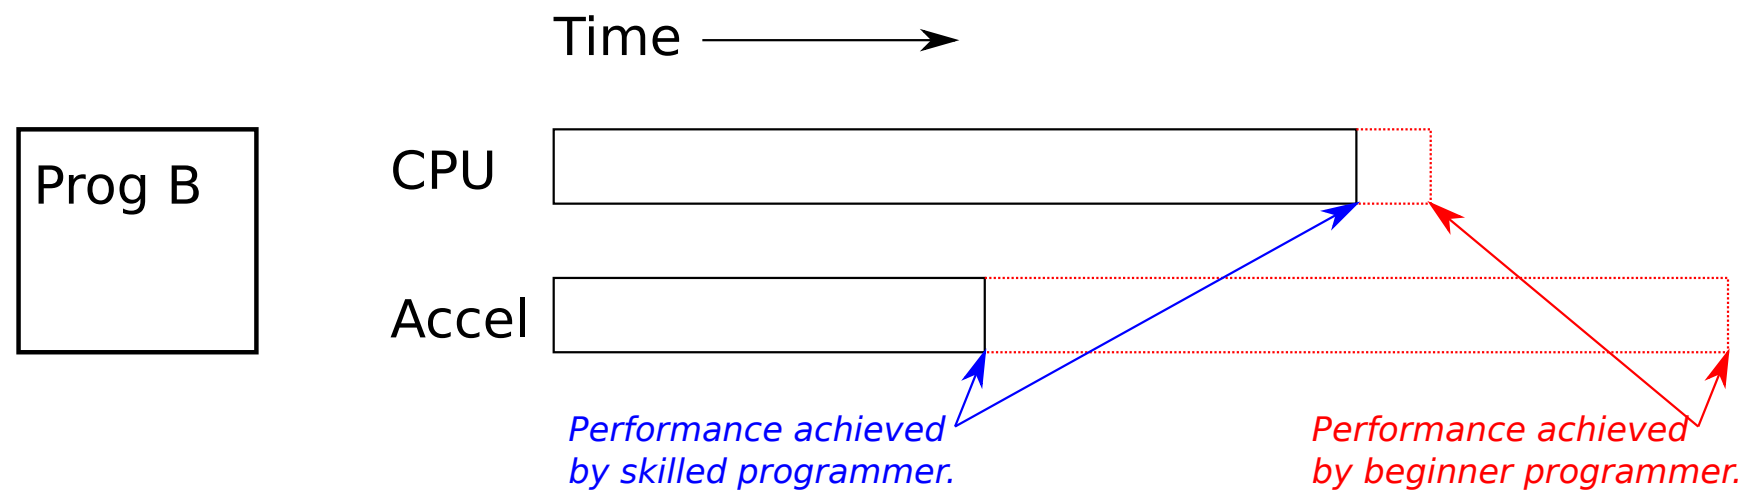 Time
Prog B
CPU
Accel
Performance achieved
by skilled programmer.
Performance achieved
by beginner programmer.